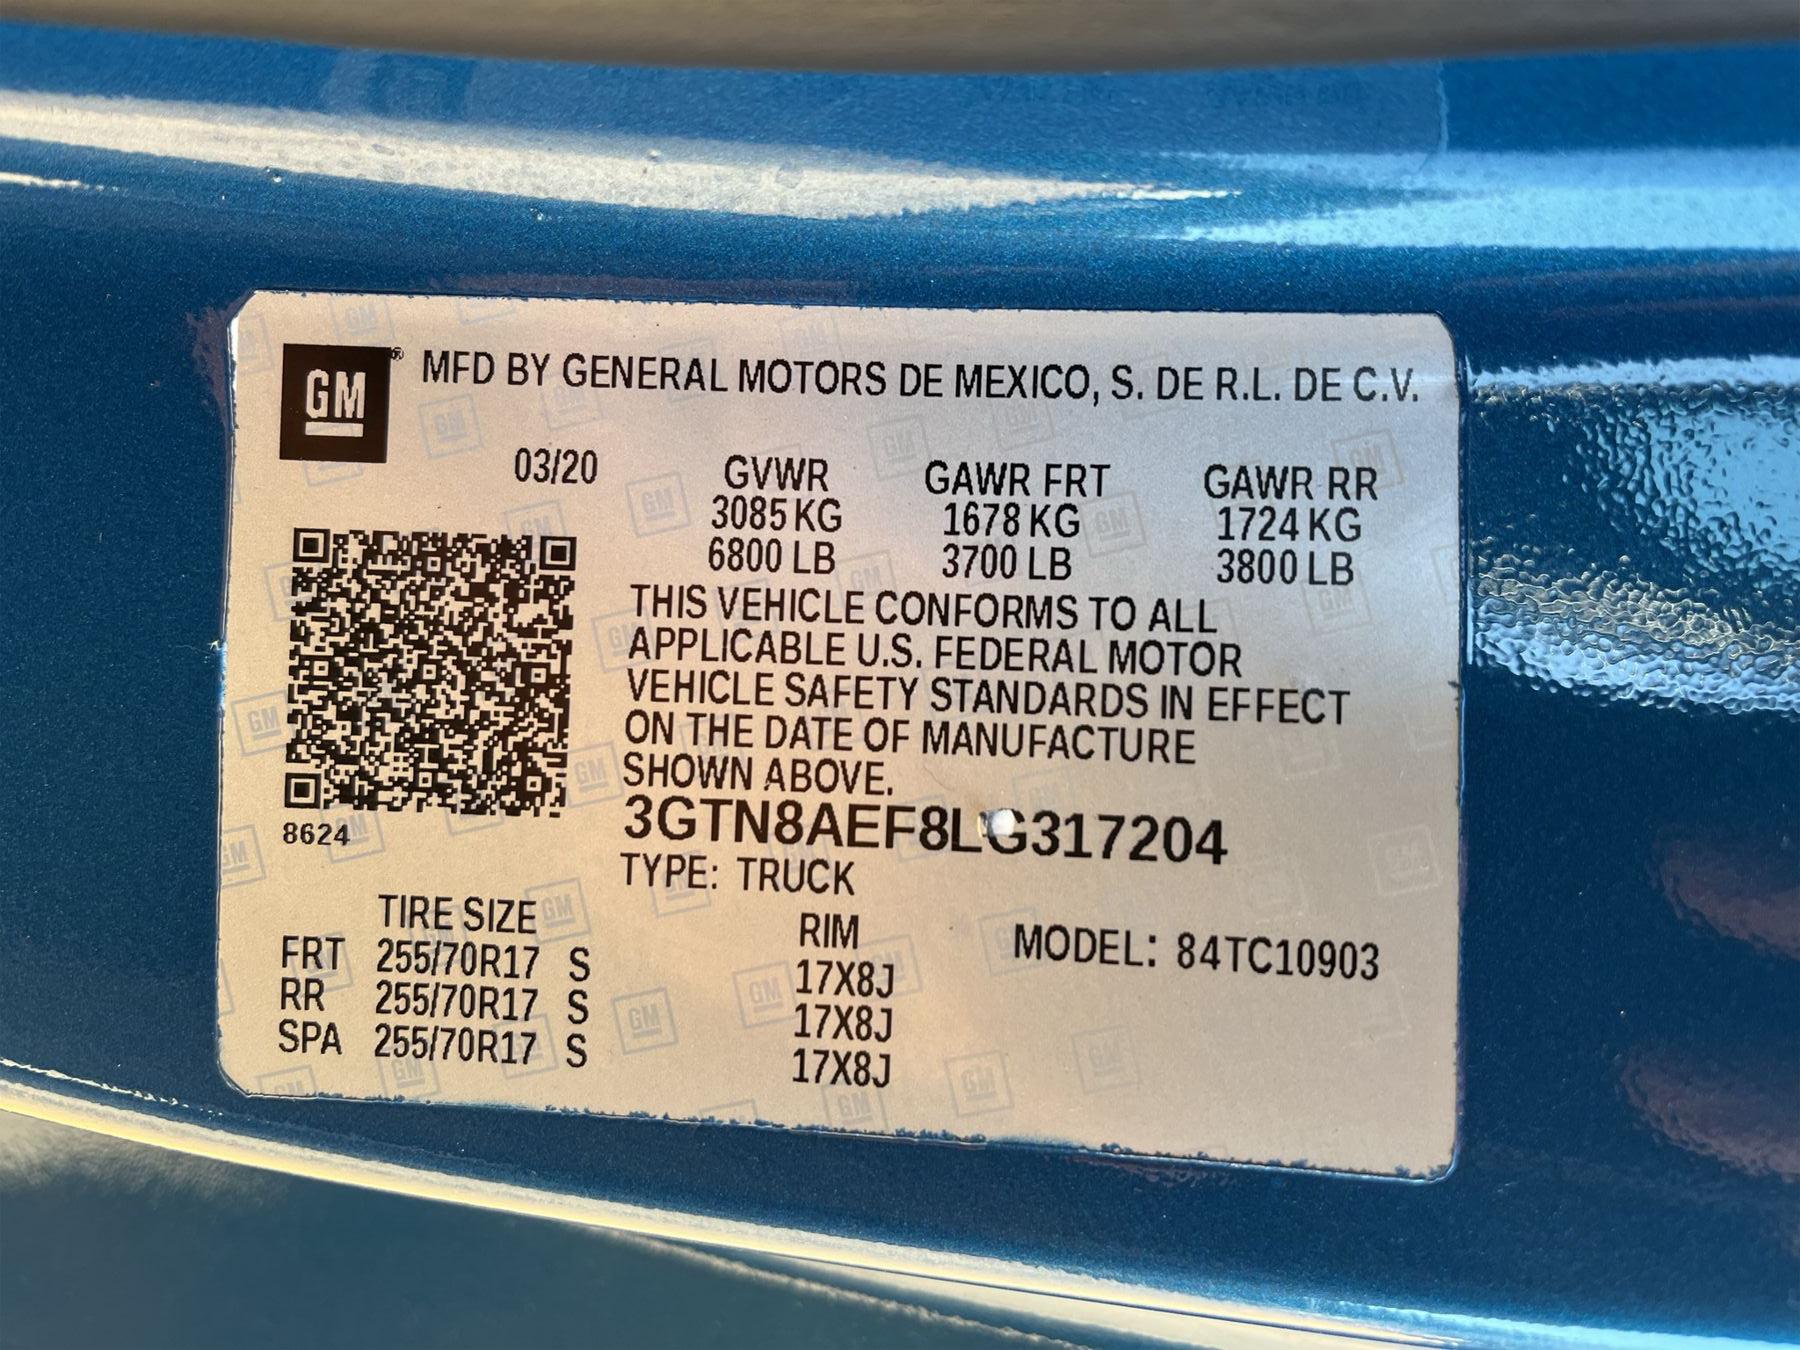 GM ® MFD BY GENERAL MOTORS DE MEXICO, S. DE R.L. DE C.V.
03/20 GVWR GAWR FRT GAWR RR
3085 KG 1678 KG 1724 KG
6800 LB 3700 LB 3800 LB
THIS VEHICLE CONFORMS TO ALL
APPLICABLE U.S. FEDERAL MOTOR
VEHICLE SAFETY STANDARDS IN EFFECT
ON THE DATE OF MANUFACTURE
SHOWN ABOVE.
8624 3GTN8AEF8LG317204
TYPE: TRUCK
TIRE SIZE RIM MODEL: 84TC10903
FRT 255/70R17 S 17X8J
RR 255/70R17 S 17X8J
SPA 255/70R17 S 17X8J